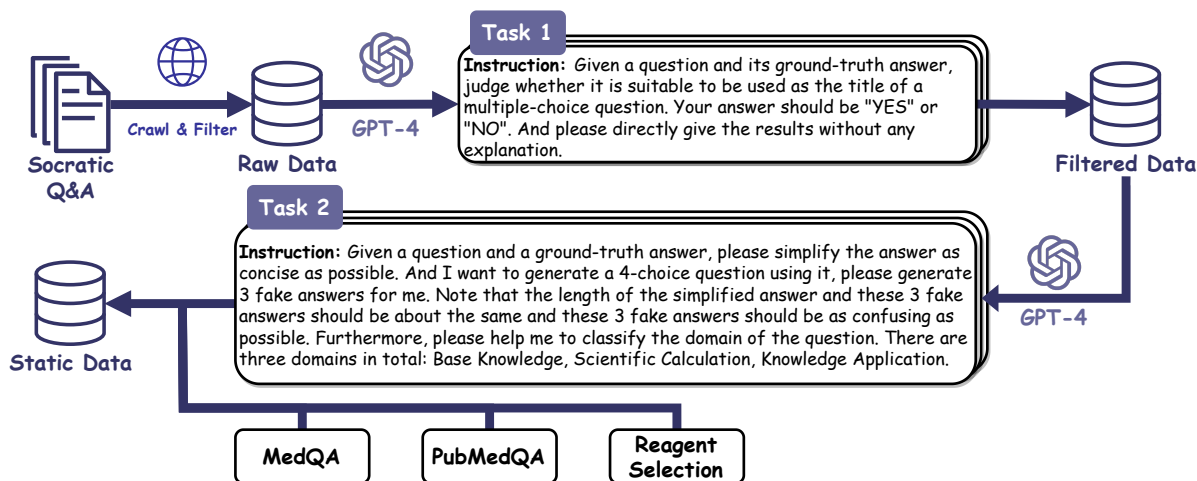 Task 1
Instruction: Given a question and its ground-truth answer,
judge whether it is suitable to be used as the title of a
multiple-choice question. Your answer should be "YES" or
"NO". And please directly give the results without any
explanation.
Crawl & Filter
GPT-4
Socratic
Q&A
Raw Data
Filtered Data
Task 2
Instruction: Given a question and a ground-truth answer, please simplify the answer as
concise as possible. And I want to generate a 4-choice question using it, please generate
3 fake answers for me. Note that the length of the simplified answer and these 3 fake
answers should be about the same and these 3 fake answers should be as confusing as
possible. Furthermore, please help me to classify the domain of the question. There are
three domains in total: Base Knowledge, Scientific Calculation, Knowledge Application.
GPT-4
Static Data
MedQA
PubMedQA
Reagent
Selection